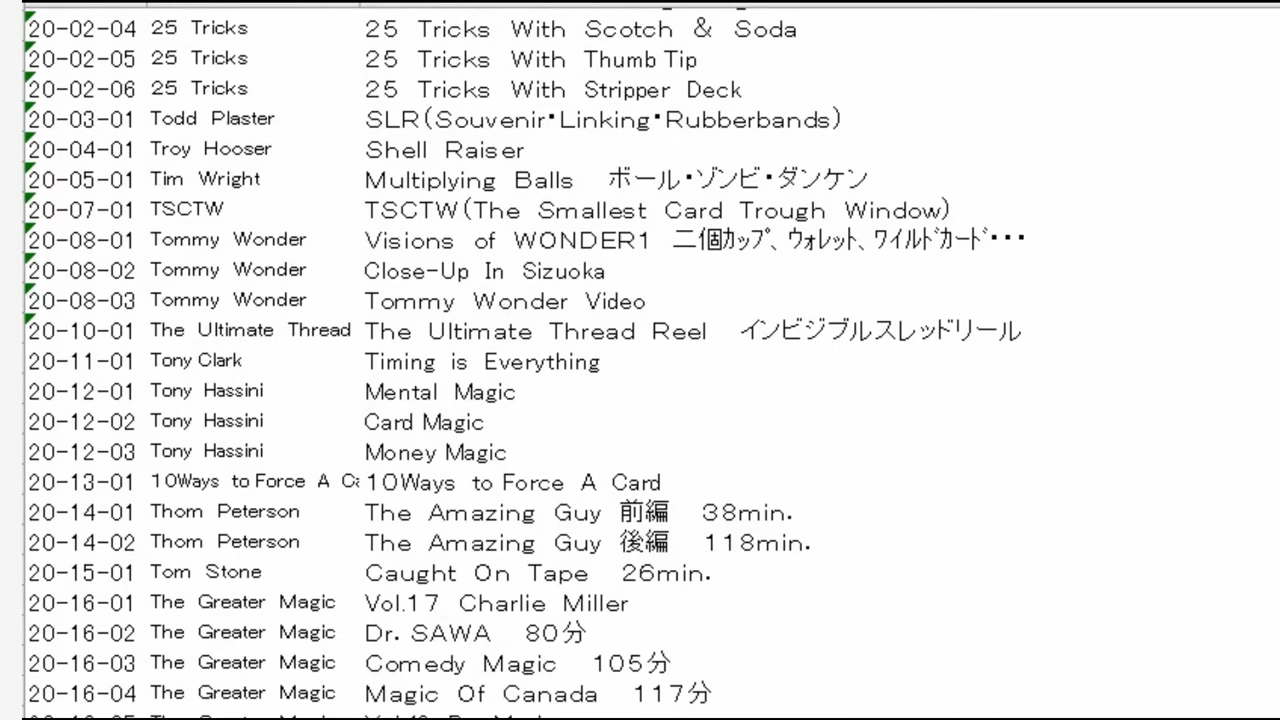 20-02-04 25 Tricks 25 Tricks With Scotch & Soda
20-02-05 25 Tricks 25 Tricks With Thumb Tip
20-02-06 25 Tricks 25 Tricks With Stripper Deck
20-03-01 Todd Plaster SLR(Souvenir・Linking・Rubberbands)
20-04-01 Troy Hooser Shell Raiser
20-05-01 Tim Wright Multiplying Balls ボール・ゾンビ・ダンケン
20-07-01 TSCTW TSCTW(The Smallest Card Trough Window)
20-08-01 Tommy Wonder Visions of WONDER1 二個ｶｯﾌﾟ、ｳｫﾚｯﾄ、ﾜｲﾙﾄﾞｶｰﾄﾞ・・・
20-08-02 Tommy Wonder Close-Up In Sizuoka
20-08-03 Tommy Wonder Tommy Wonder Video
20-10-01 The Ultimate Thread The Ultimate Thread Reel インビジブルスレッドリール
20-11-01 Tony Clark Timing is Everything
20-12-01 Tony Hassini Mental Magic
20-12-02 Tony Hassini Card Magic
20-12-03 Tony Hassini Money Magic
20-13-01 10Ways to Force A Ca 10Ways to Force A Card
20-14-01 Thom Peterson The Amazing Guy 前編 38min.
20-14-02 Thom Peterson The Amazing Guy 後編 118min.
20-15-01 Tom Stone Caught On Tape 26min.
20-16-01 The Greater Magic Vol.17 Charlie Miller
20-16-02 The Greater Magic Dr. SAWA 80分
20-16-03 The Greater Magic Comedy Magic 105分
20-16-04 The Greater Magic Magic Of Canada 117分